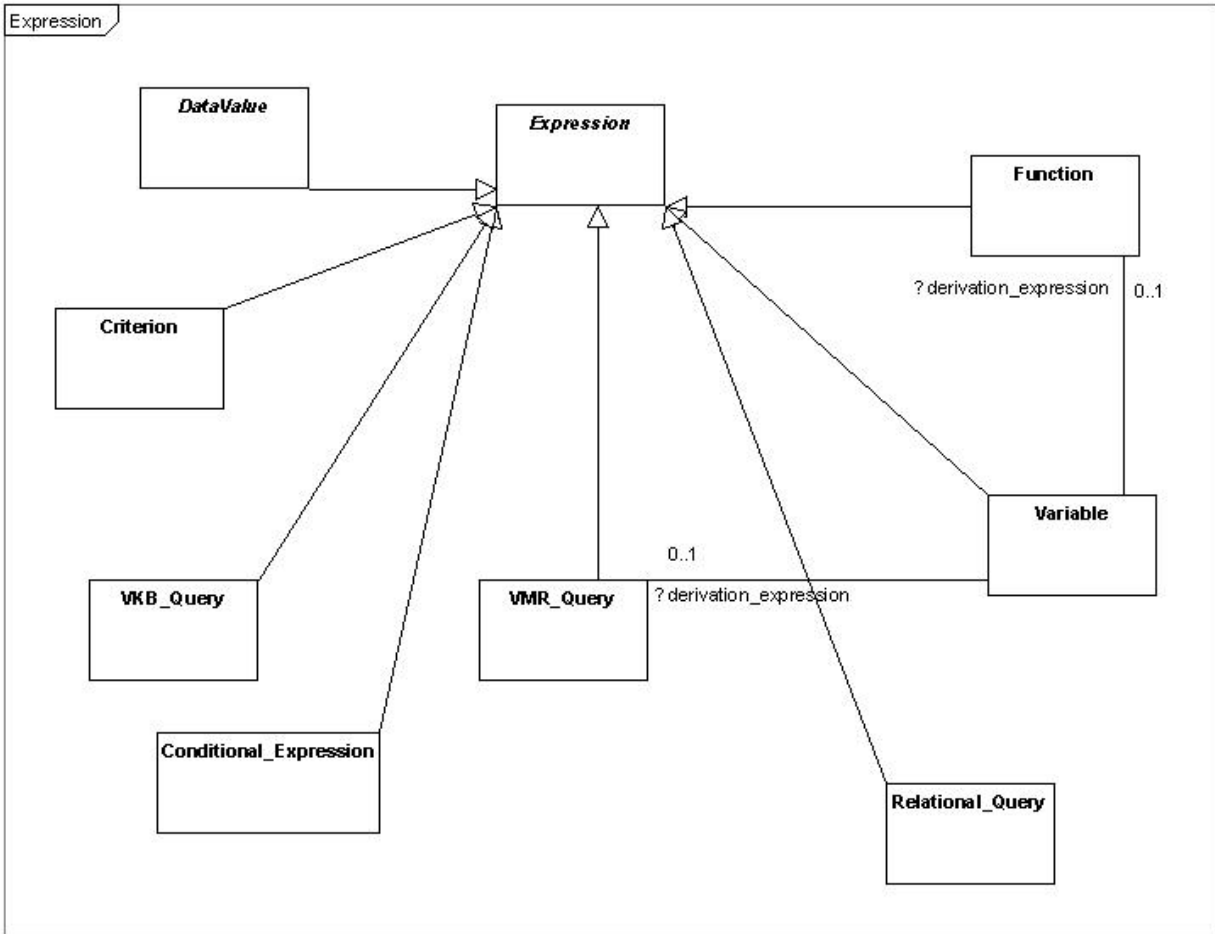 Expression
DataValue
Expression
Function
? derivation_expression
0..1
Criterion
Variable
0..1
VKB_Query
VMR_Query
? derivation_expression
Conditional_Expression
Relational_Query